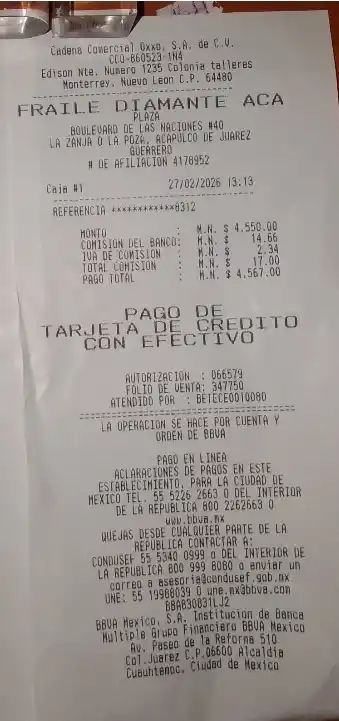 Cadena Comercial Oxxo, S.A. de C.V.
CCO-860523-1N4
Edison Nte. Numero 1235 Colonia talleres
Monterrey, Nuevo Leon C.P. 64480
FRAILE DIAMANTE ACA
PLAZA
BOULEVARD DE LAS NACIONES #40
LA ZANJA O LA POZA, ACAPULCO DE JUAREZ
GUERRERO
# DE AFILIACION 4178952
Caja #1 27/02/2026 13:13
REFERENCIA ************8312
MONTO : M.N. $ 4,550.00
COMISION DEL BANCO: M.N. $ 14.66
IVA DE COMISION : M.N. $ 2.34
TOTAL COMISION : M.N. $ 17.00
PAGO TOTAL : M.N. $ 4,567.00
PAGO DE
TARJETA DE CREDITO
CON EFECTIVO
AUTORIZACION : 066579
FOLIO DE VENTA: 347750
ATENDIDO POR : BEIECE0010080
LA OPERACION SE HACE POR CUENTA Y
ORDEN DE BBVA
PAGO EN LINEA
ACLARACIONES DE PAGOS EN ESTE
ESTABLECIMIENTO, PARA LA CIUDAD DE
MEXICO TEL. 55 5226 2663 O DEL INTERIOR
DE LA REPUBLICA 800 2262663 O
www.bbva.mx
QUEJAS DESDE CUALQUIER PARTE DE LA
REPUBLICA CONTACTAR A:
CONDUSEF 55 5340 0999 o DEL INTERIOR DE
LA REPUBLICA 800 999 8080 o enviar un
correo a asesoria@condusef.gob.mx
UNE: 55 19988039 O une.mx@bbva.com
BBA830831LJ2
BBVA Mexico, S.A. Institucion de Banca
Multiple Grupo Financiero BBVA Mexico
Av. Paseo de la Reforma 510
Col.Juarez C.P.06600 Alcaldia
Cuauhtemoc, Ciudad de Mexico